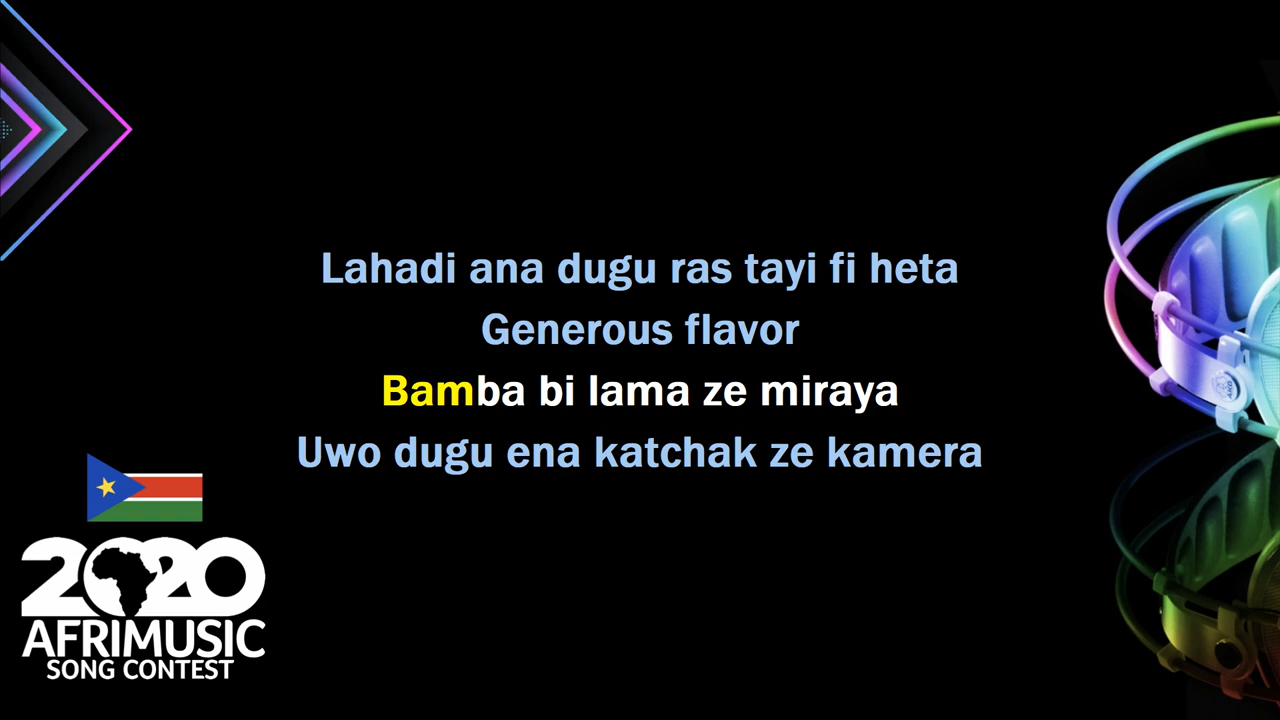 Lahadi ana dugu ras tayi fi heta
Generous flavor
Bamba bi lama ze miraya
Uwo dugu ena katchak ze kamera
2020
AFRIMUSIC
SONG CONTEST
AKG